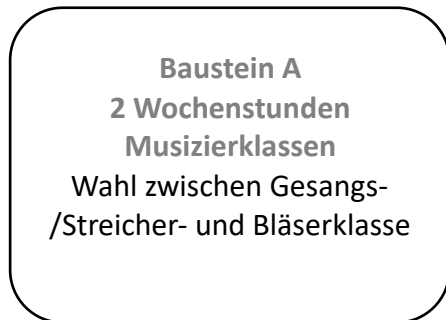 Baustein A
2 Wochenstunden
Musizierklassen
Wahl zwischen Gesangs-
/Streicher- und Bläserklasse